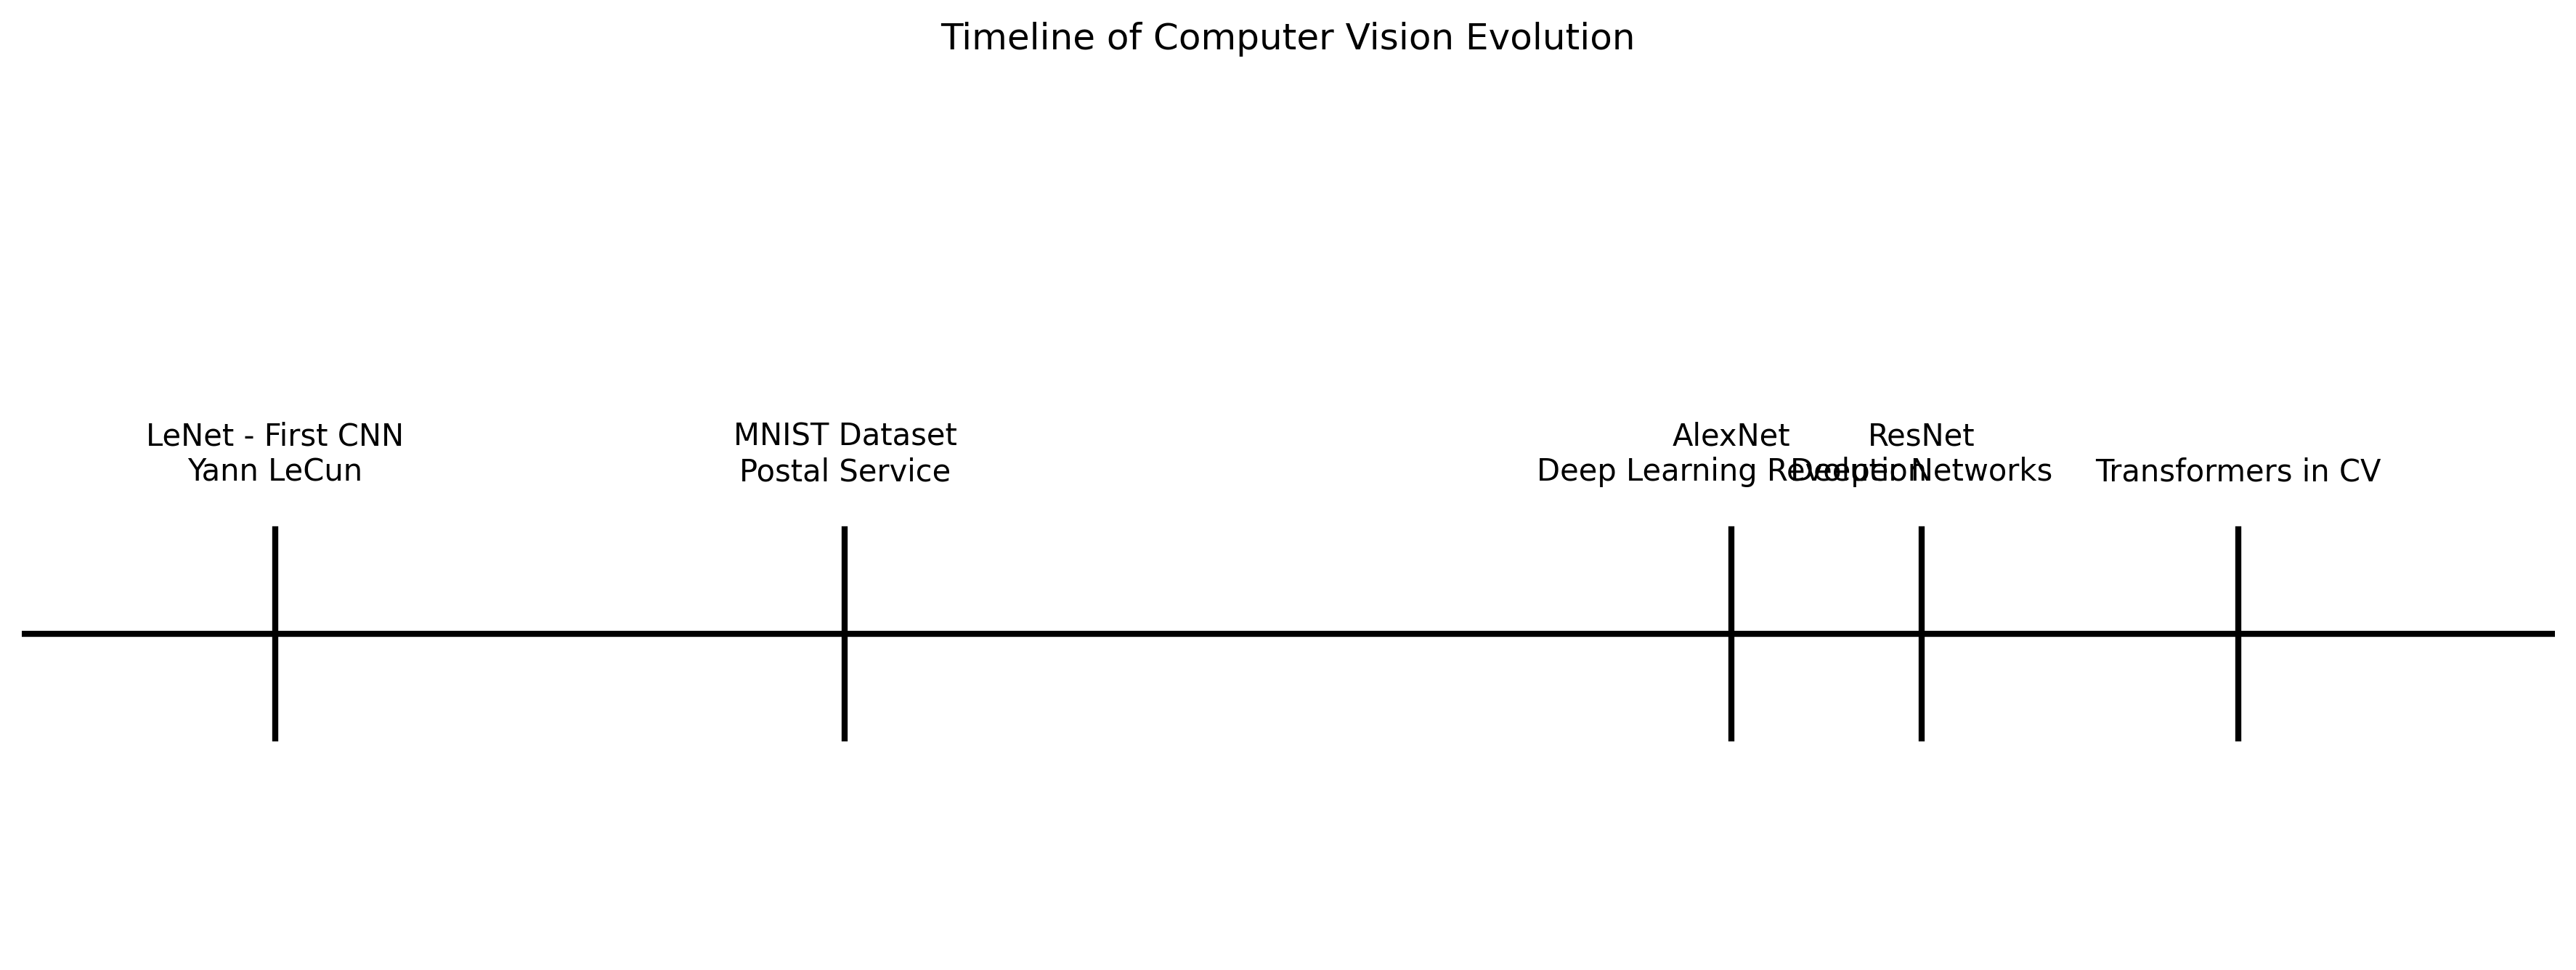 Timeline of Computer Vision Evolution
LeNet - First CNN
Yann LeCun
MNIST Dataset
Postal Service
AlexNet
Deep Learning Revolution
ResNet
Deeper Networks
Transformers in CV